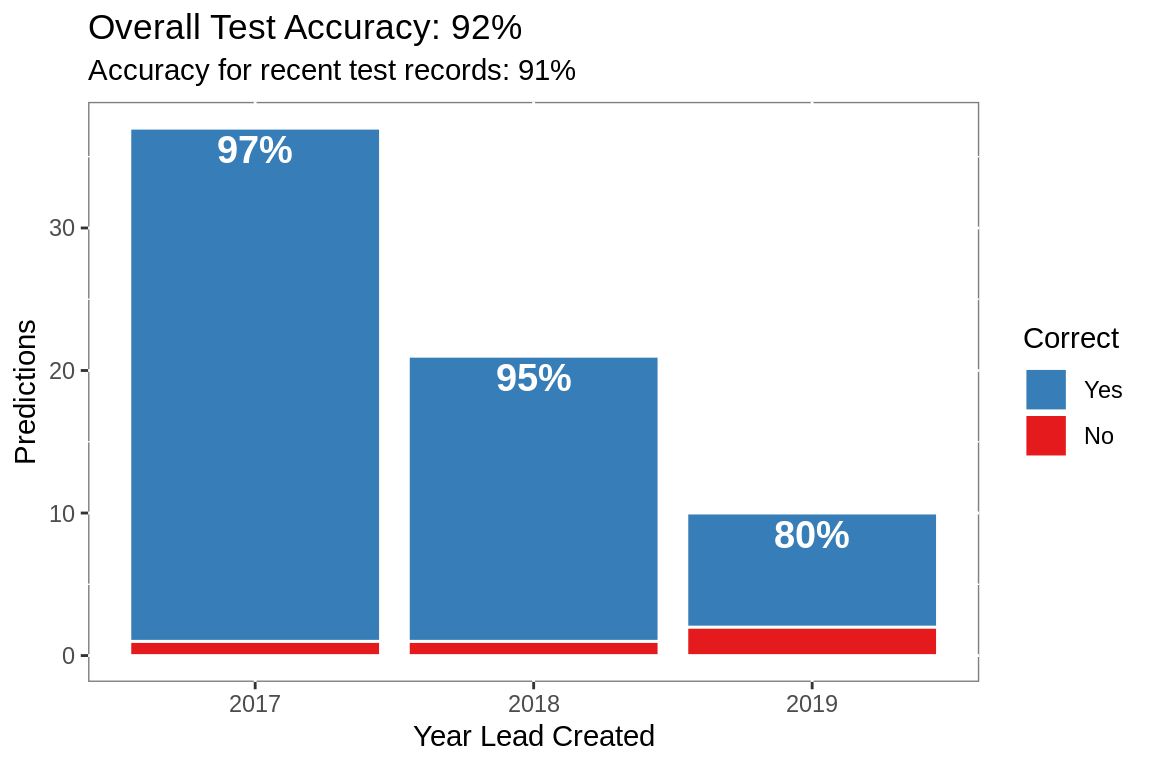 Overall Test Accuracy: 92%
Accuracy for recent test records: 91%
97%
95%
80%
30
20
10
0
Predictions
2017
2018
2019
Year Lead Created
Correct
Yes
No